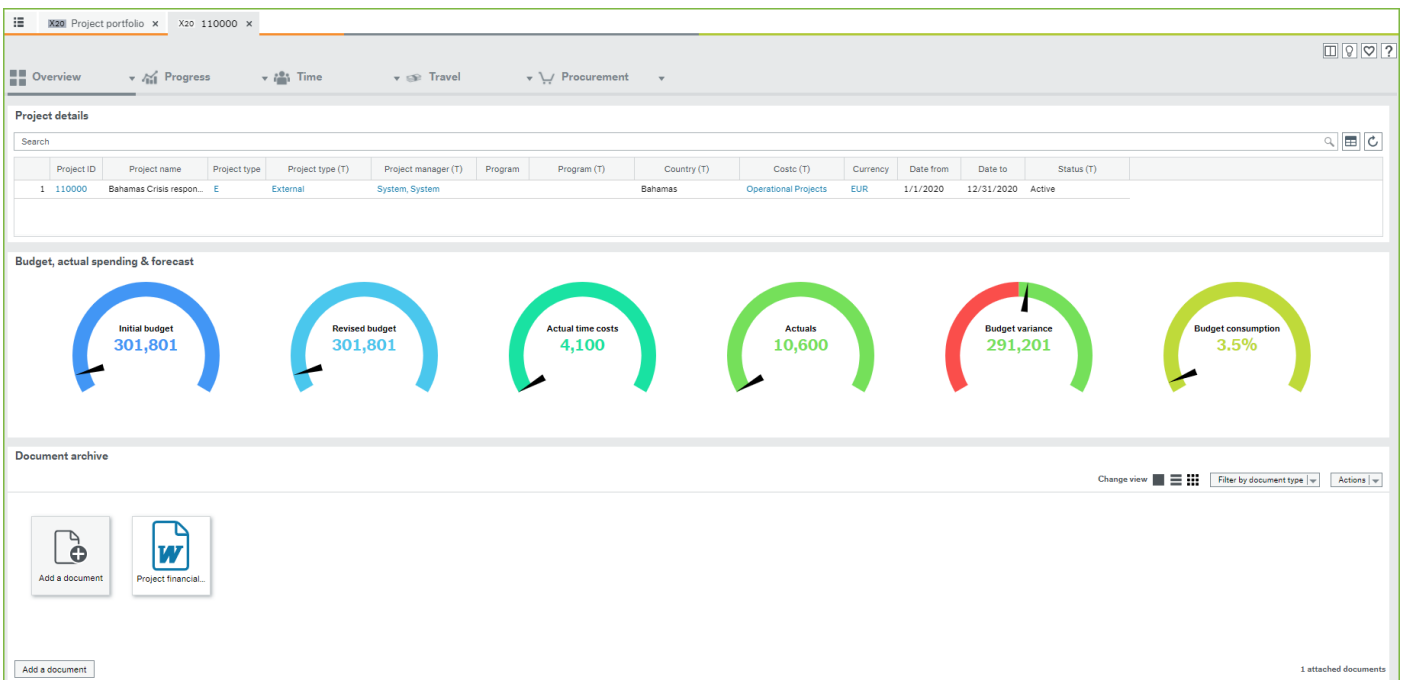 X20 Project portfolio × X20 110000 ×
?
Overview Progress Time Travel Procurement
Project details
Search
Project ID Project name Project type Project type (T) Project manager (T) Program Program (T) Country (T) Costc (T) Currency Date from Date to Status (T)
1 110000 Bahamas Crisis respon... E External System, System Bahamas Operational Projects EUR 1/1/2020 12/31/2020 Active
Budget, actual spending & forecast
Initial budget Revised budget Actual time costs Actuals Budget variance Budget consumption
301,801 301,801 4,100 10,600 291,201 3.5%
Document archive
Change view Filter by document type Actions
W
Add a document Project financial...
Add a document 1 attached documents